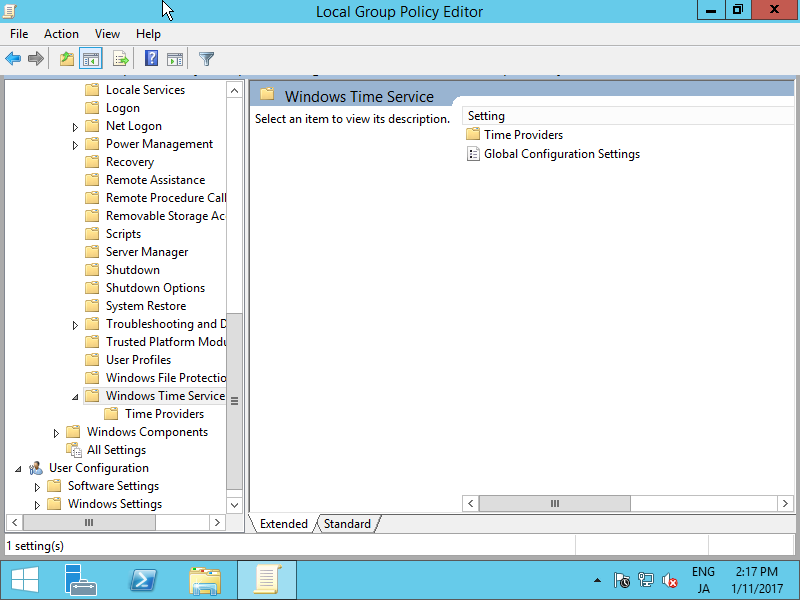 Local Group Policy Editor
File Action View Help
Locale Services
Logon
Net Logon
Power Management
Recovery
Remote Assistance
Remote Procedure Call
Removable Storage Ac
Scripts
Server Manager
Shutdown
Shutdown Options
System Restore
Troubleshooting and D
Trusted Platform Modu
User Profiles
Windows File Protectio
Windows Time Service
Time Providers
Windows Components
All Settings
User Configuration
Software Settings
Windows Settings
Windows Time Service
Select an item to view its description.
Setting
Time Providers
Global Configuration Settings
Extended Standard
1 setting(s)
ENG
JA
2:17 PM
1/11/2017